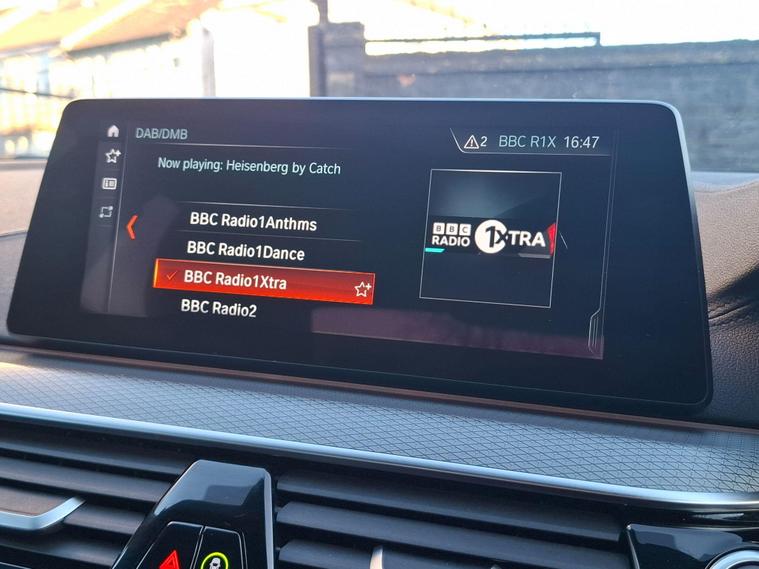 DAB/DMB
2 BBC R1X 16:47
Now playing: Heisenberg by Catch
BBC Radio1Anthms
BBC Radio1Dance
BBC Radio1Xtra
BBC Radio2
BBC
RADIO
1XTRA